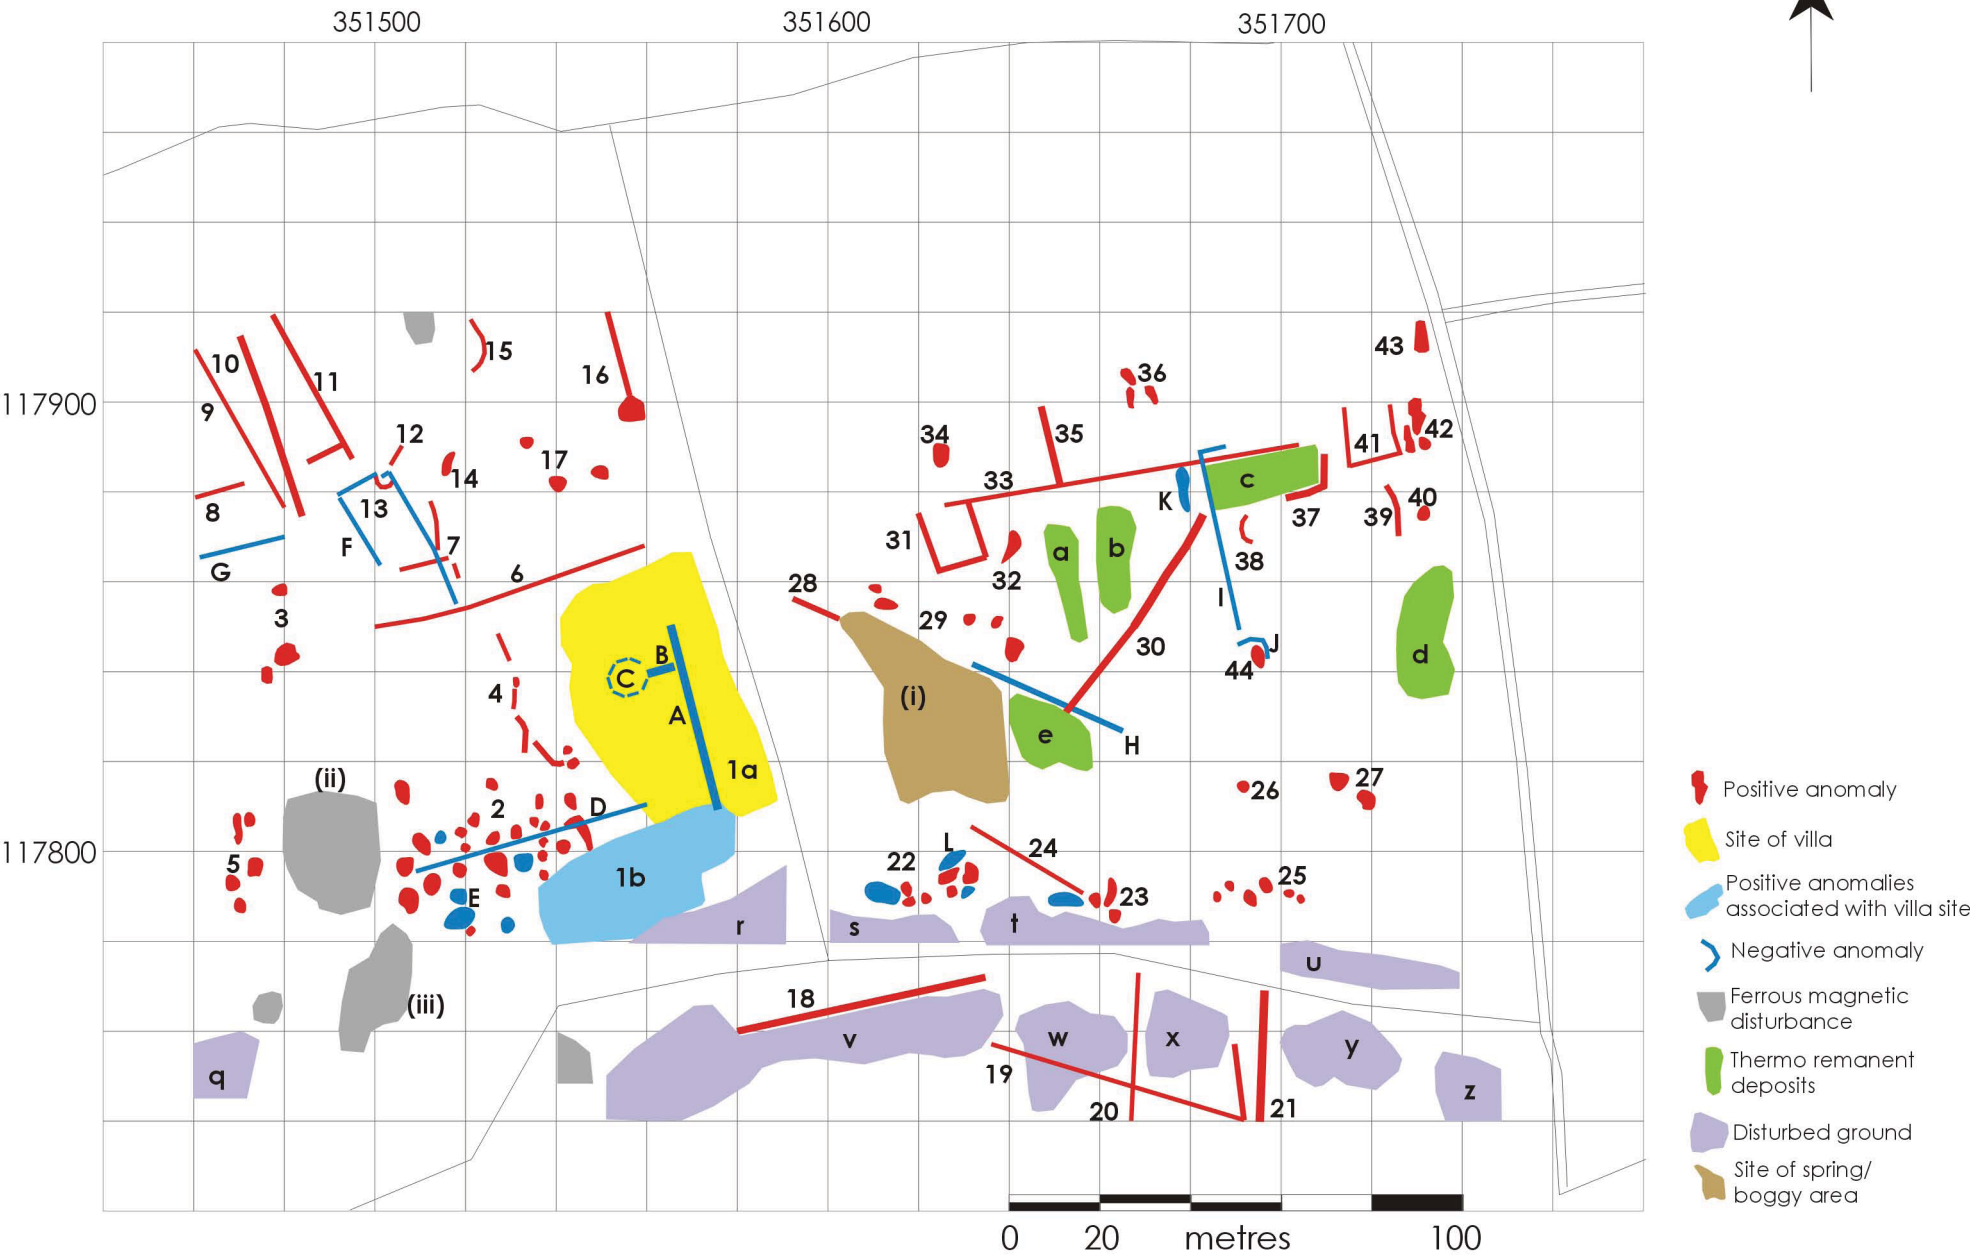 351500 351600 351700
117900
117800
10
11
9
15
16
12
8
13
14
17
G
F
7
6
3
4
B
C
A
1a
(ii)
2
D
5
E
1b
(iii)
q
r
36
43
34
35
33
41
42
K
c
37
39
40
31
32
a
b
38
28
29
I
30
J
44
d
(i)
e
H
26
27
L
22
24
23
25
s
t
u
18
v
w
x
y
z
19
20
21
Positive anomaly
Site of villa
Positive anomalies
associated with villa site
Negative anomaly
Ferrous magnetic
disturbance
Thermo remanent
deposits
Disturbed ground
Site of spring/
boggy area
0 20 metres 100